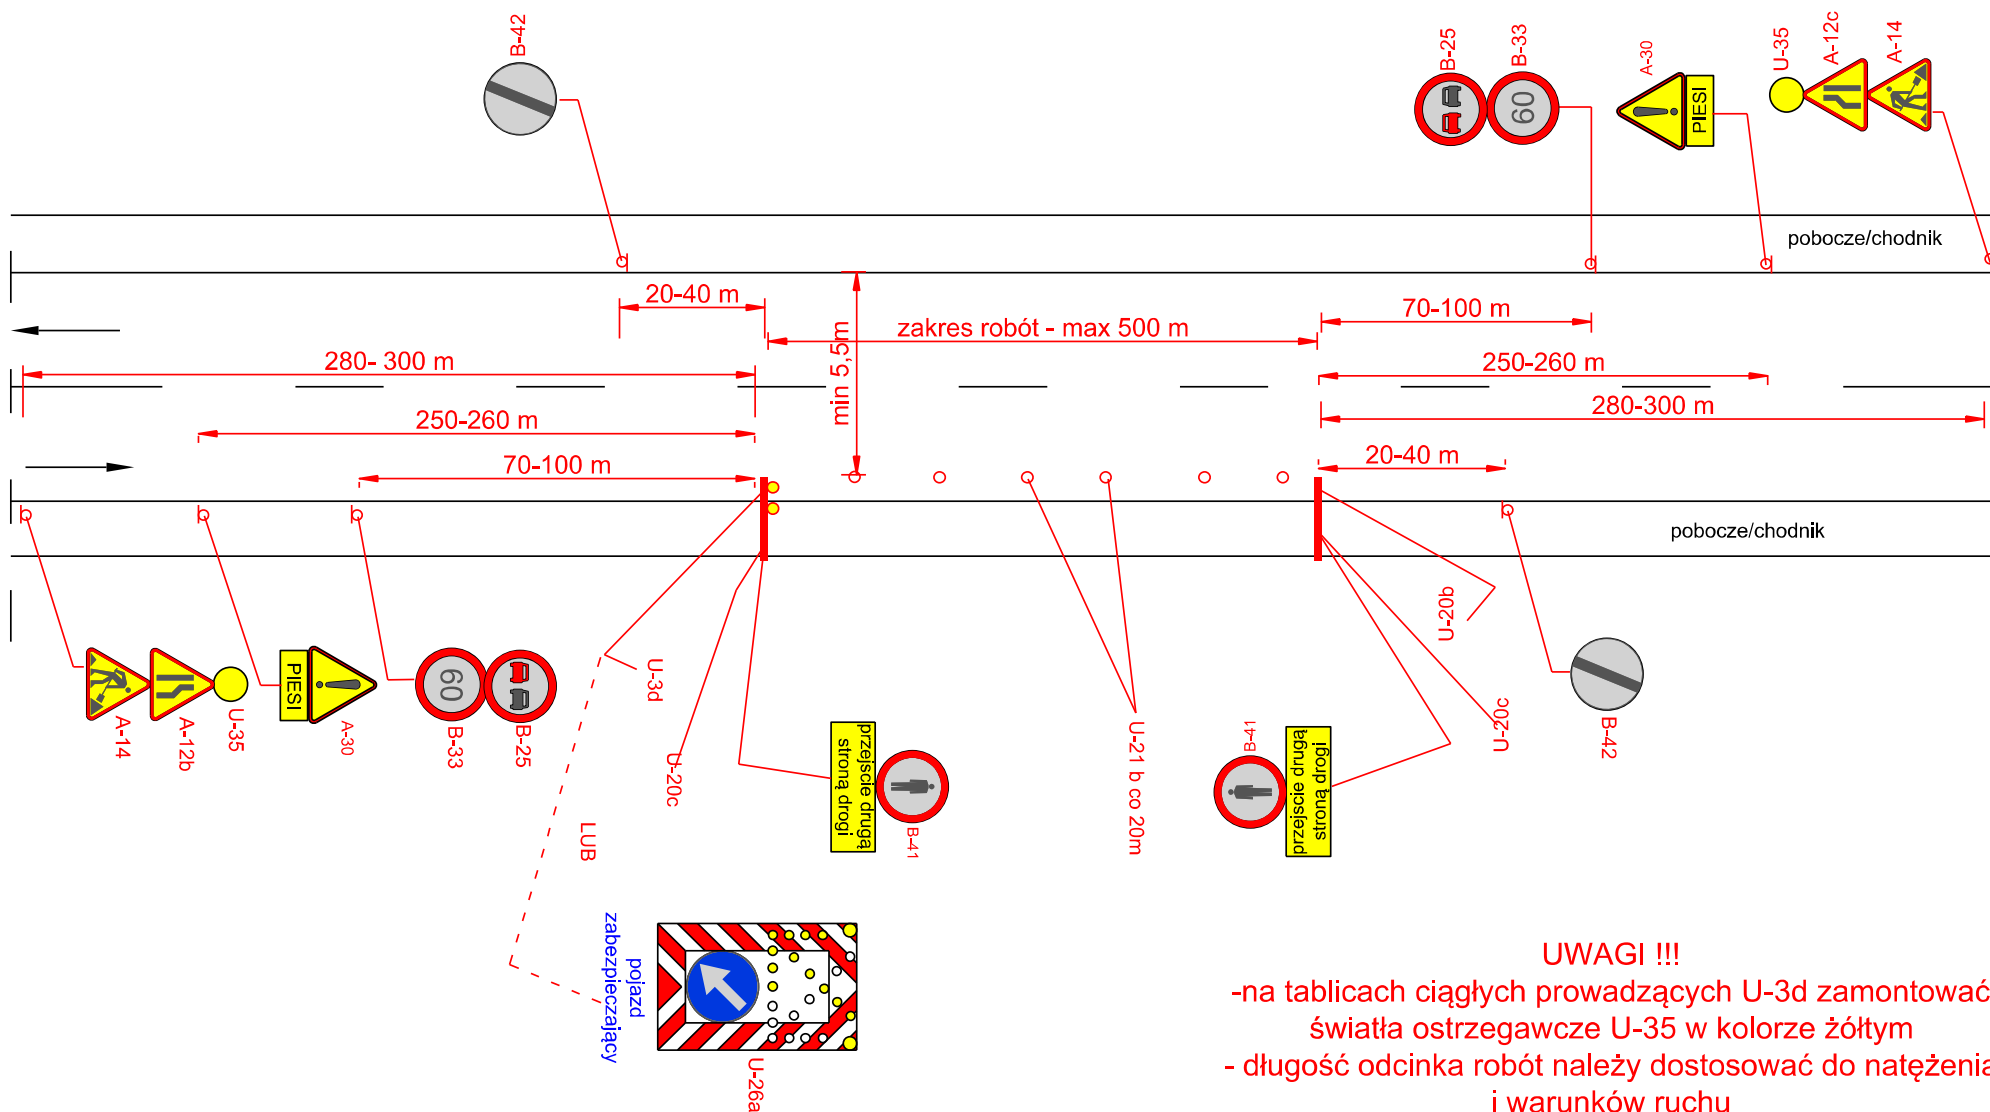 B-42
B-25
B-33
A-30
U-35
A-12c
A-14
60
PIESI
pobocze/chodnik
20-40 m
zakres robót - max 500 m
70-100 m
min 5,5m
280- 300 m
250-260 m
250-260 m
280-300 m
70-100 m
20-40 m
pobocze/chodnik
A-14
A-12b
U-35
PIESI
A-30
60
B-33
B-25
U-3d
U-20c
LUB
przejscie drugą
stroną drogi
B-41
U-21 b co 20m
B-41
przejscie drugą
stroną drogi
U-20b
U-20c
B-42
pojazd
zabezpieczający
U-26a
UWAGI !!!
-na tablicach ciągłych prowadzących U-3d zamontować
światła ostrzegawcze U-35 w kolorze żółtym
- długość odcinka robót należy dostosować do natężenia
i warunków ruchu